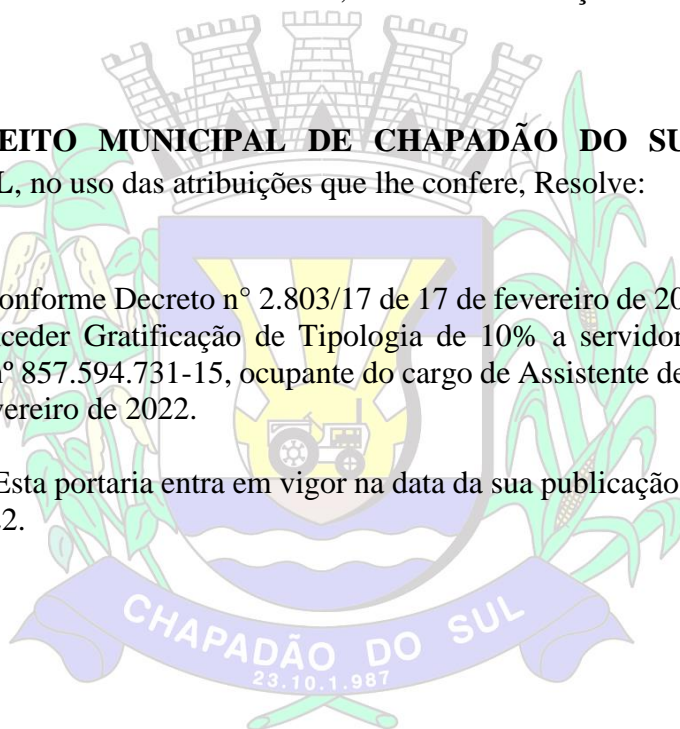 EITO MUNICIPAL DE CHAPADÃO DO SU
L, no uso das atribuições que lhe confere, Resolve:
onforme Decreto n° 2.803/17 de 17 de fevereiro de 20
ceder Gratificação de Tipologia de 10% a servidor
nº 857.594.731-15, ocupante do cargo de Assistente de
vereiro de 2022.
Esta portaria entra em vigor na data da sua publicação
2.
CHAPADÃO DO SUL
23.10.1.987